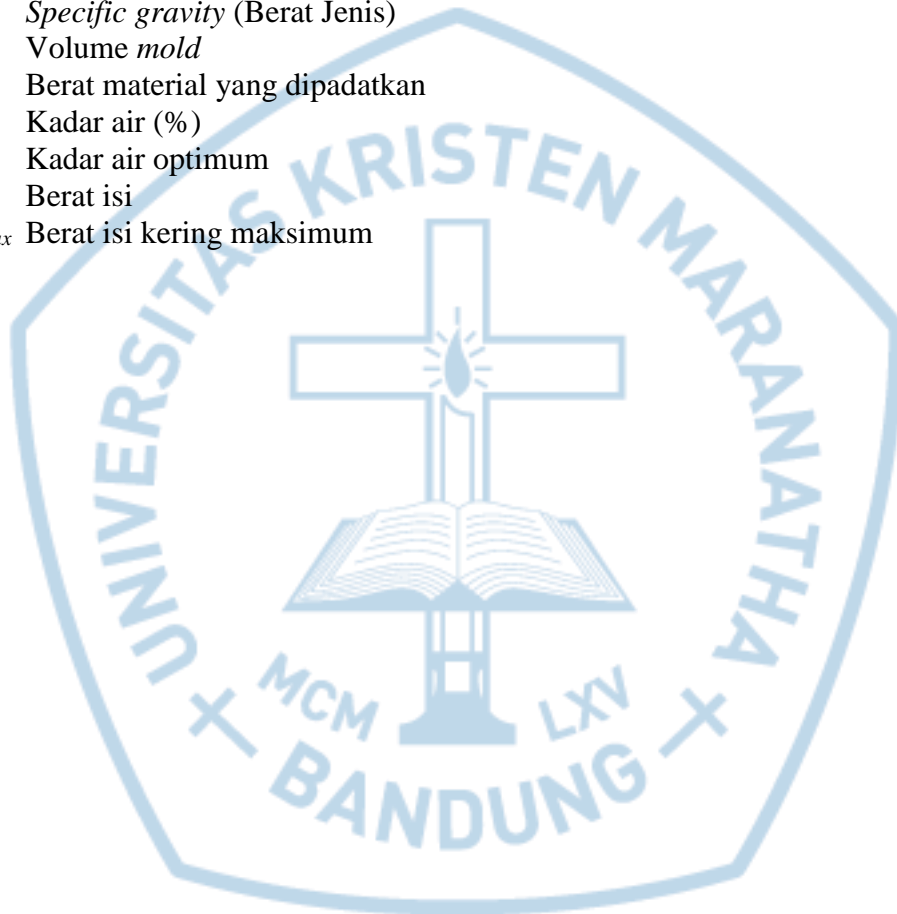 Specific gravity (Berat Jenis)
Volume mold
Berat material yang dipadatkan
Kadar air (%)
Kadar air optimum
Berat isi
Berat isi kering maksimum
UNIVERSITAS KRISTEN MARANATHA
MCM LXV
BANDUNG